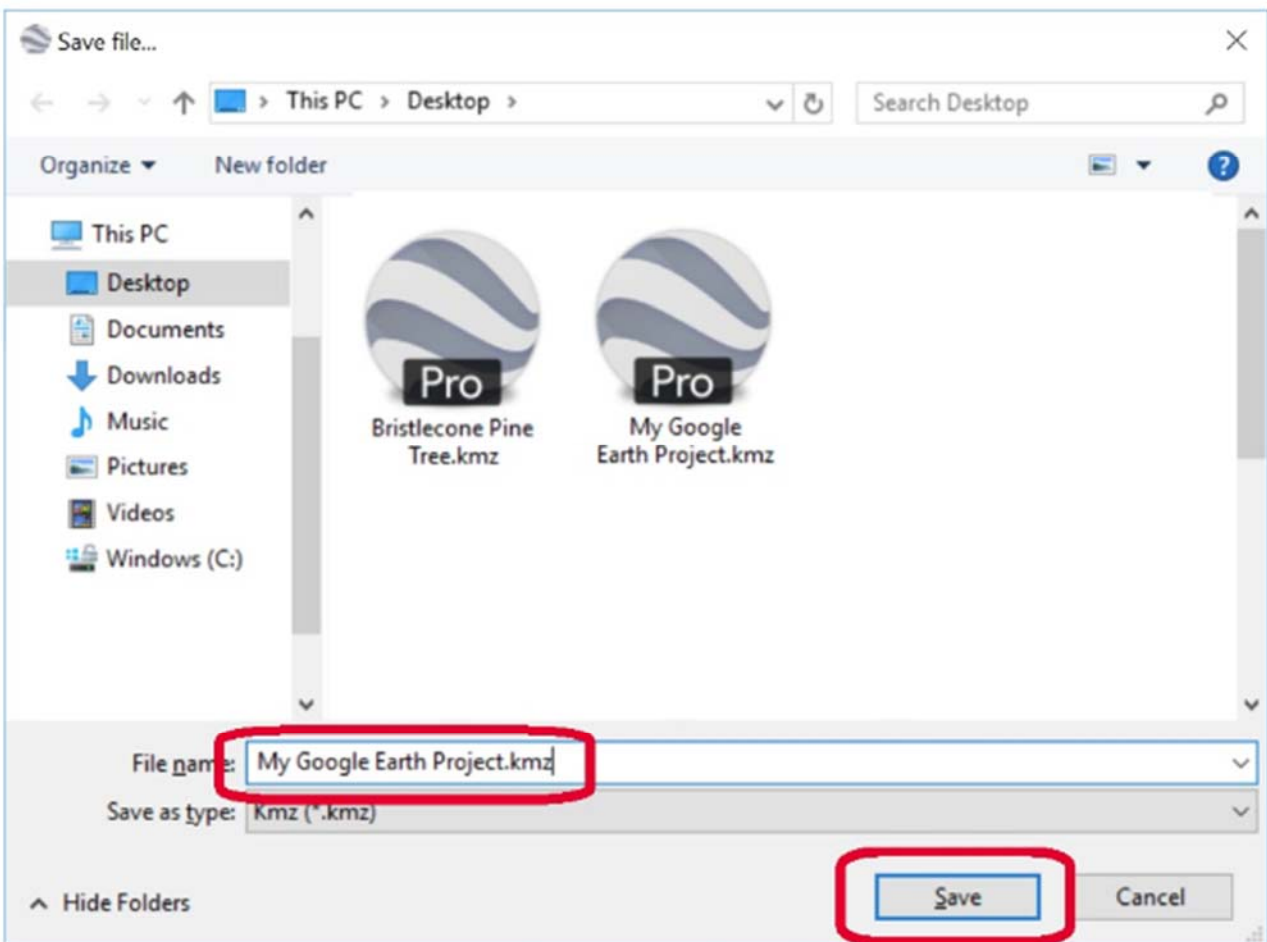 Save file...
This PC > Desktop >
Search Desktop
Organize
New folder
This PC
Desktop
Documents
Downloads
Music
Pictures
Videos
Windows (C:)
Pro
Bristlecone Pine
Tree.kmz
Pro
My Google
Earth Project.kmz
File name: My Google Earth Project.kmz
Save as type: Kmz (*.kmz)
Hide Folders
Save
Cancel